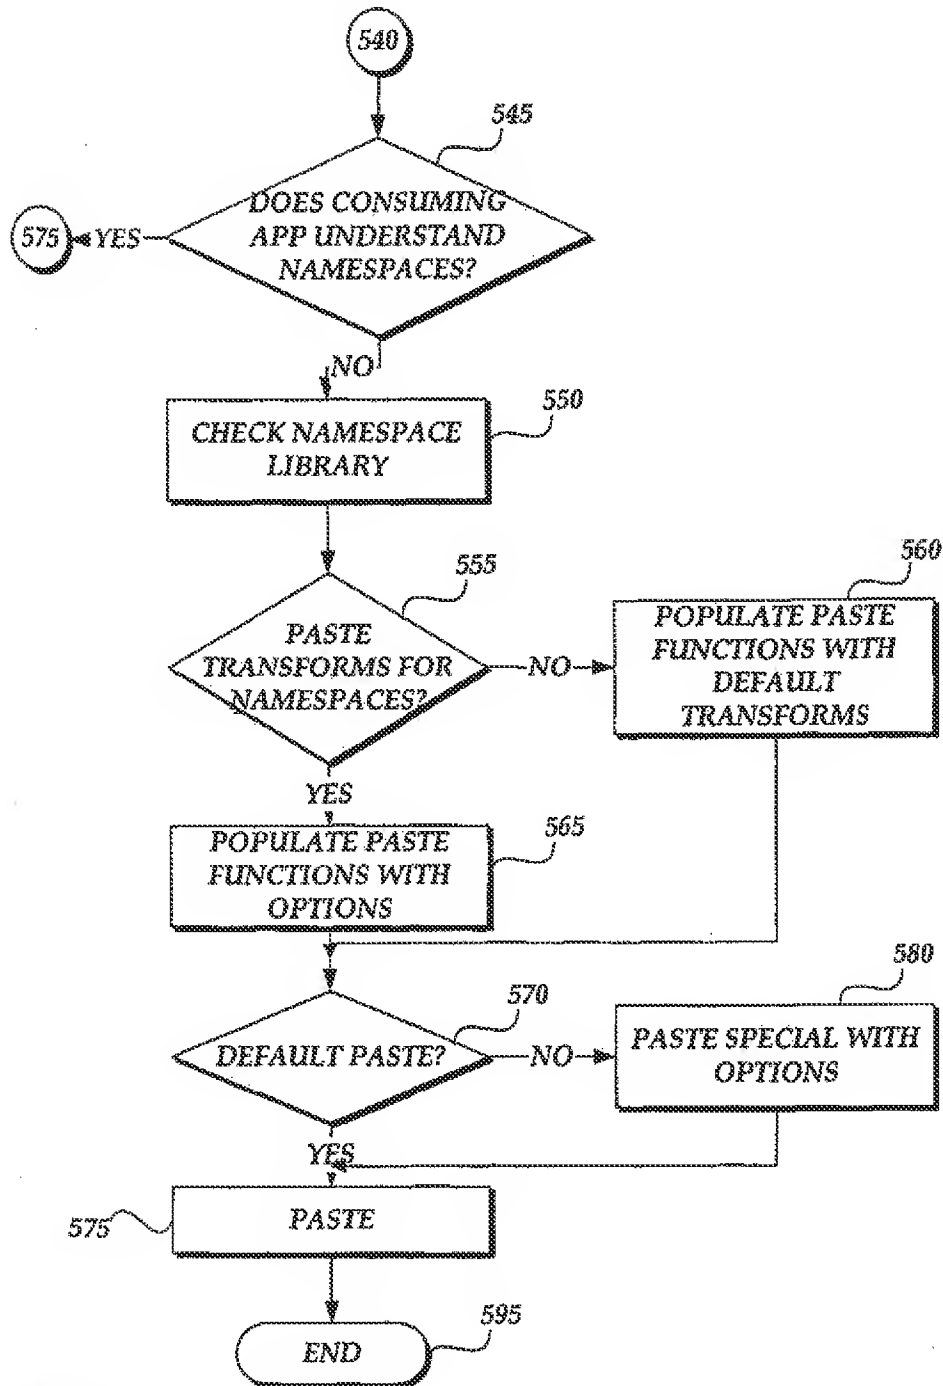 540
545
DOES CONSUMING
APP UNDERSTAND
NAMESPACES?
575
YES
NO
550
CHECK NAMESPACE
LIBRARY
555
PASTE
TRANSFORMS FOR
NAMESPACES?
NO
560
POPULATE PASTE
FUNCTIONS WITH
DEFAULT
TRANSFORMS
YES
565
POPULATE PASTE
FUNCTIONS WITH
OPTIONS
570
DEFAULT PASTE?
NO
580
PASTE SPECIAL WITH
OPTIONS
YES
575
PASTE
595
END